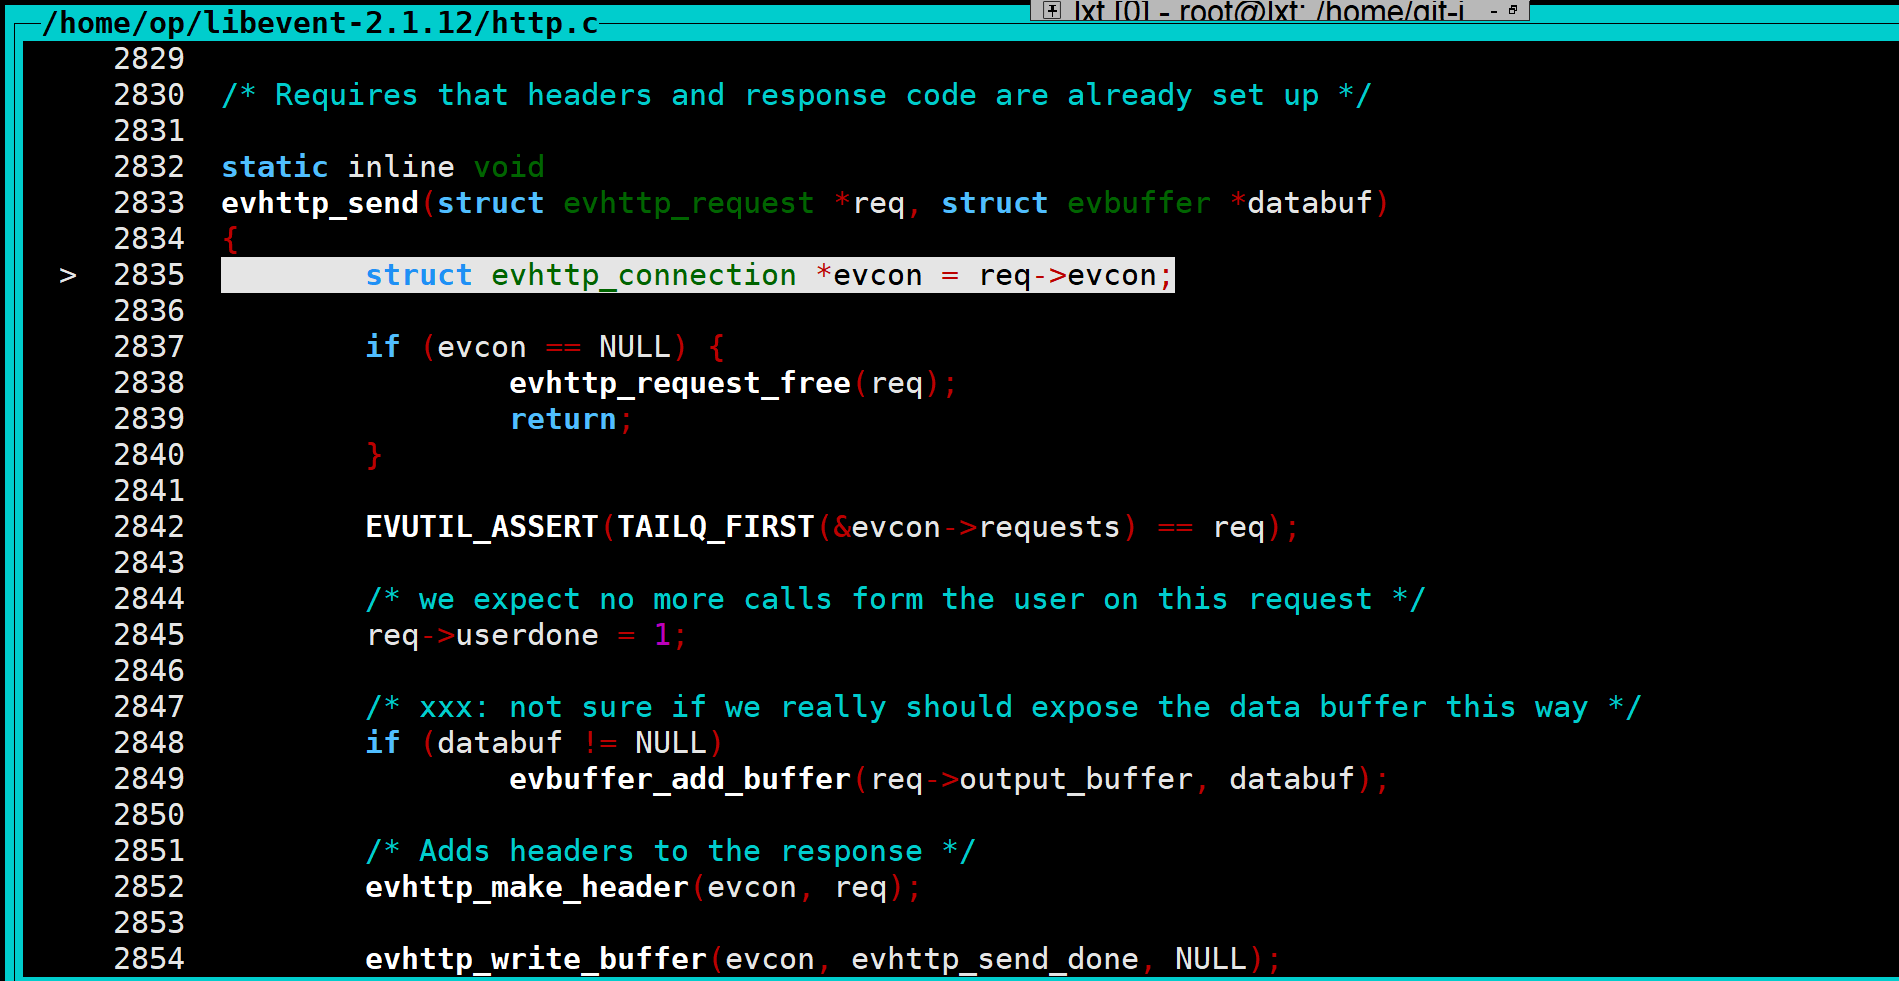 /home/op/libevent-2.1.12/http.c
lxt [0] - root@lxt: /home/git-i
2829
2830 /* Requires that headers and response code are already set up */
2831
2832 static inline void
2833 evhttp_send(struct evhttp_request *req, struct evbuffer *databuf)
2834 {
> 2835 struct evhttp_connection *evcon = req->evcon;
2836
2837 if (evcon == NULL) {
2838 evhttp_request_free(req);
2839 return;
2840 }
2841
2842 EVUTIL_ASSERT(TAILQ_FIRST(&evcon->requests) == req);
2843
2844 /* we expect no more calls form the user on this request */
2845 req->userdone = 1;
2846
2847 /* xxx: not sure if we really should expose the data buffer this way */
2848 if (databuf != NULL)
2849 evbuffer_add_buffer(req->output_buffer, databuf);
2850
2851 /* Adds headers to the response */
2852 evhttp_make_header(evcon, req);
2853
2854 evhttp_write_buffer(evcon, evhttp_send_done, NULL);